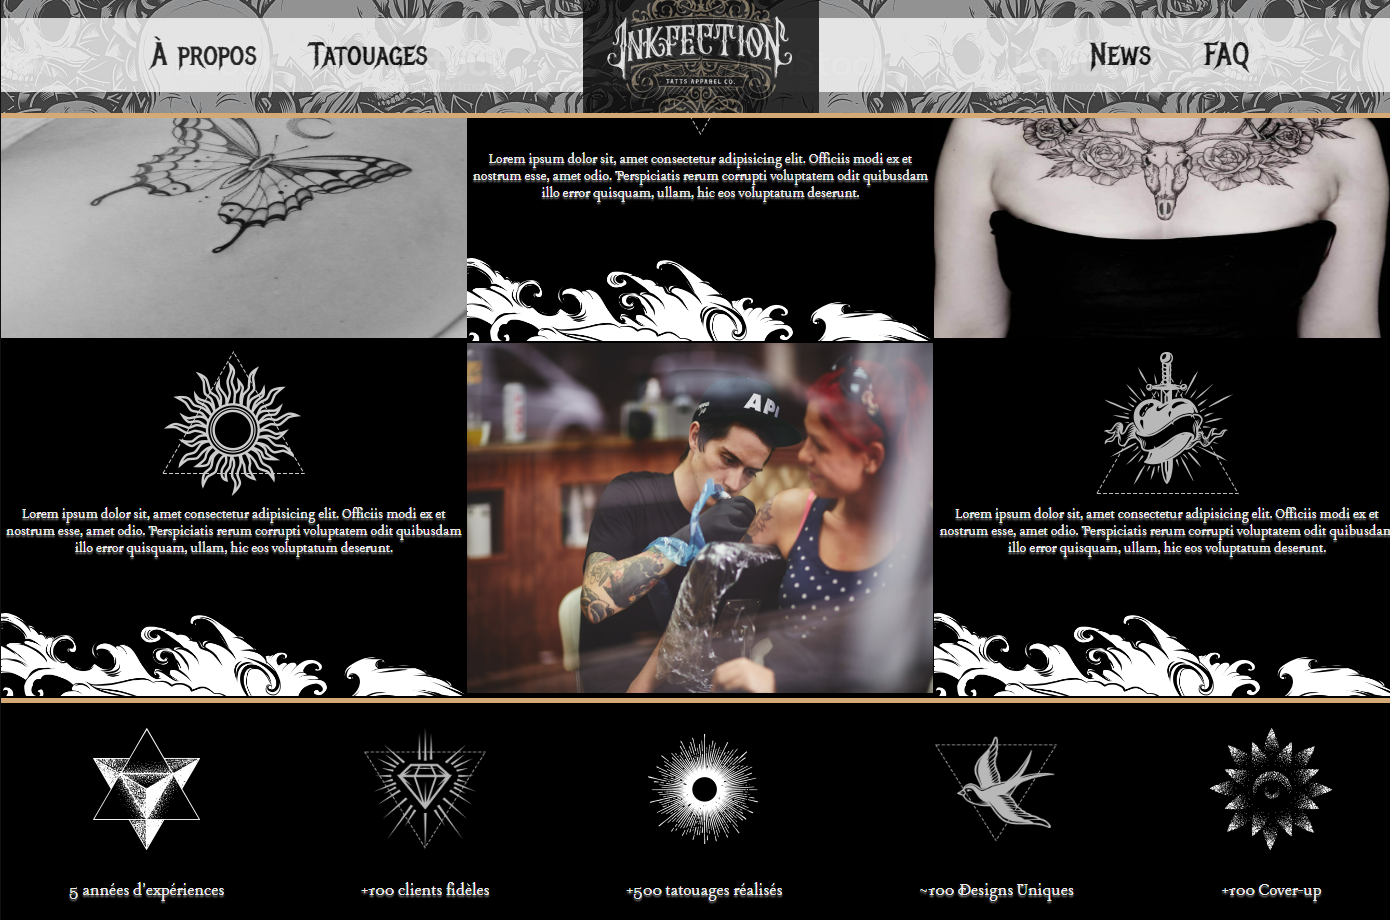 À propos
Tatouages
Inkfection
TATTS APPAREL CO.
News
FAQ
Lorem ipsum dolor sit, amet consectetur adipisicing elit. Officiis modi ex et
nostrum esse, amet odio. Perspiciatis rerum corrupti voluptatem odit quibusdam
illo error quisquam, ullam, hic eos voluptatum deserunt.
Lorem ipsum dolor sit, amet consectetur adipisicing elit. Officiis modi ex et
nostrum esse, amet odio. Perspiciatis rerum corrupti voluptatem odit quibusdam
illo error quisquam, ullam, hic eos voluptatum deserunt.
API
Lorem ipsum dolor sit, amet consectetur adipisicing elit. Officiis modi ex et
nostrum esse, amet odio. Perspiciatis rerum corrupti voluptatem odit quibusdam
illo error quisquam, ullam, hic eos voluptatum deserunt.
5 années d'expériences
+100 clients fidèles
+500 tatouages réalisés
~100 Designs Uniques
+100 Cover-up